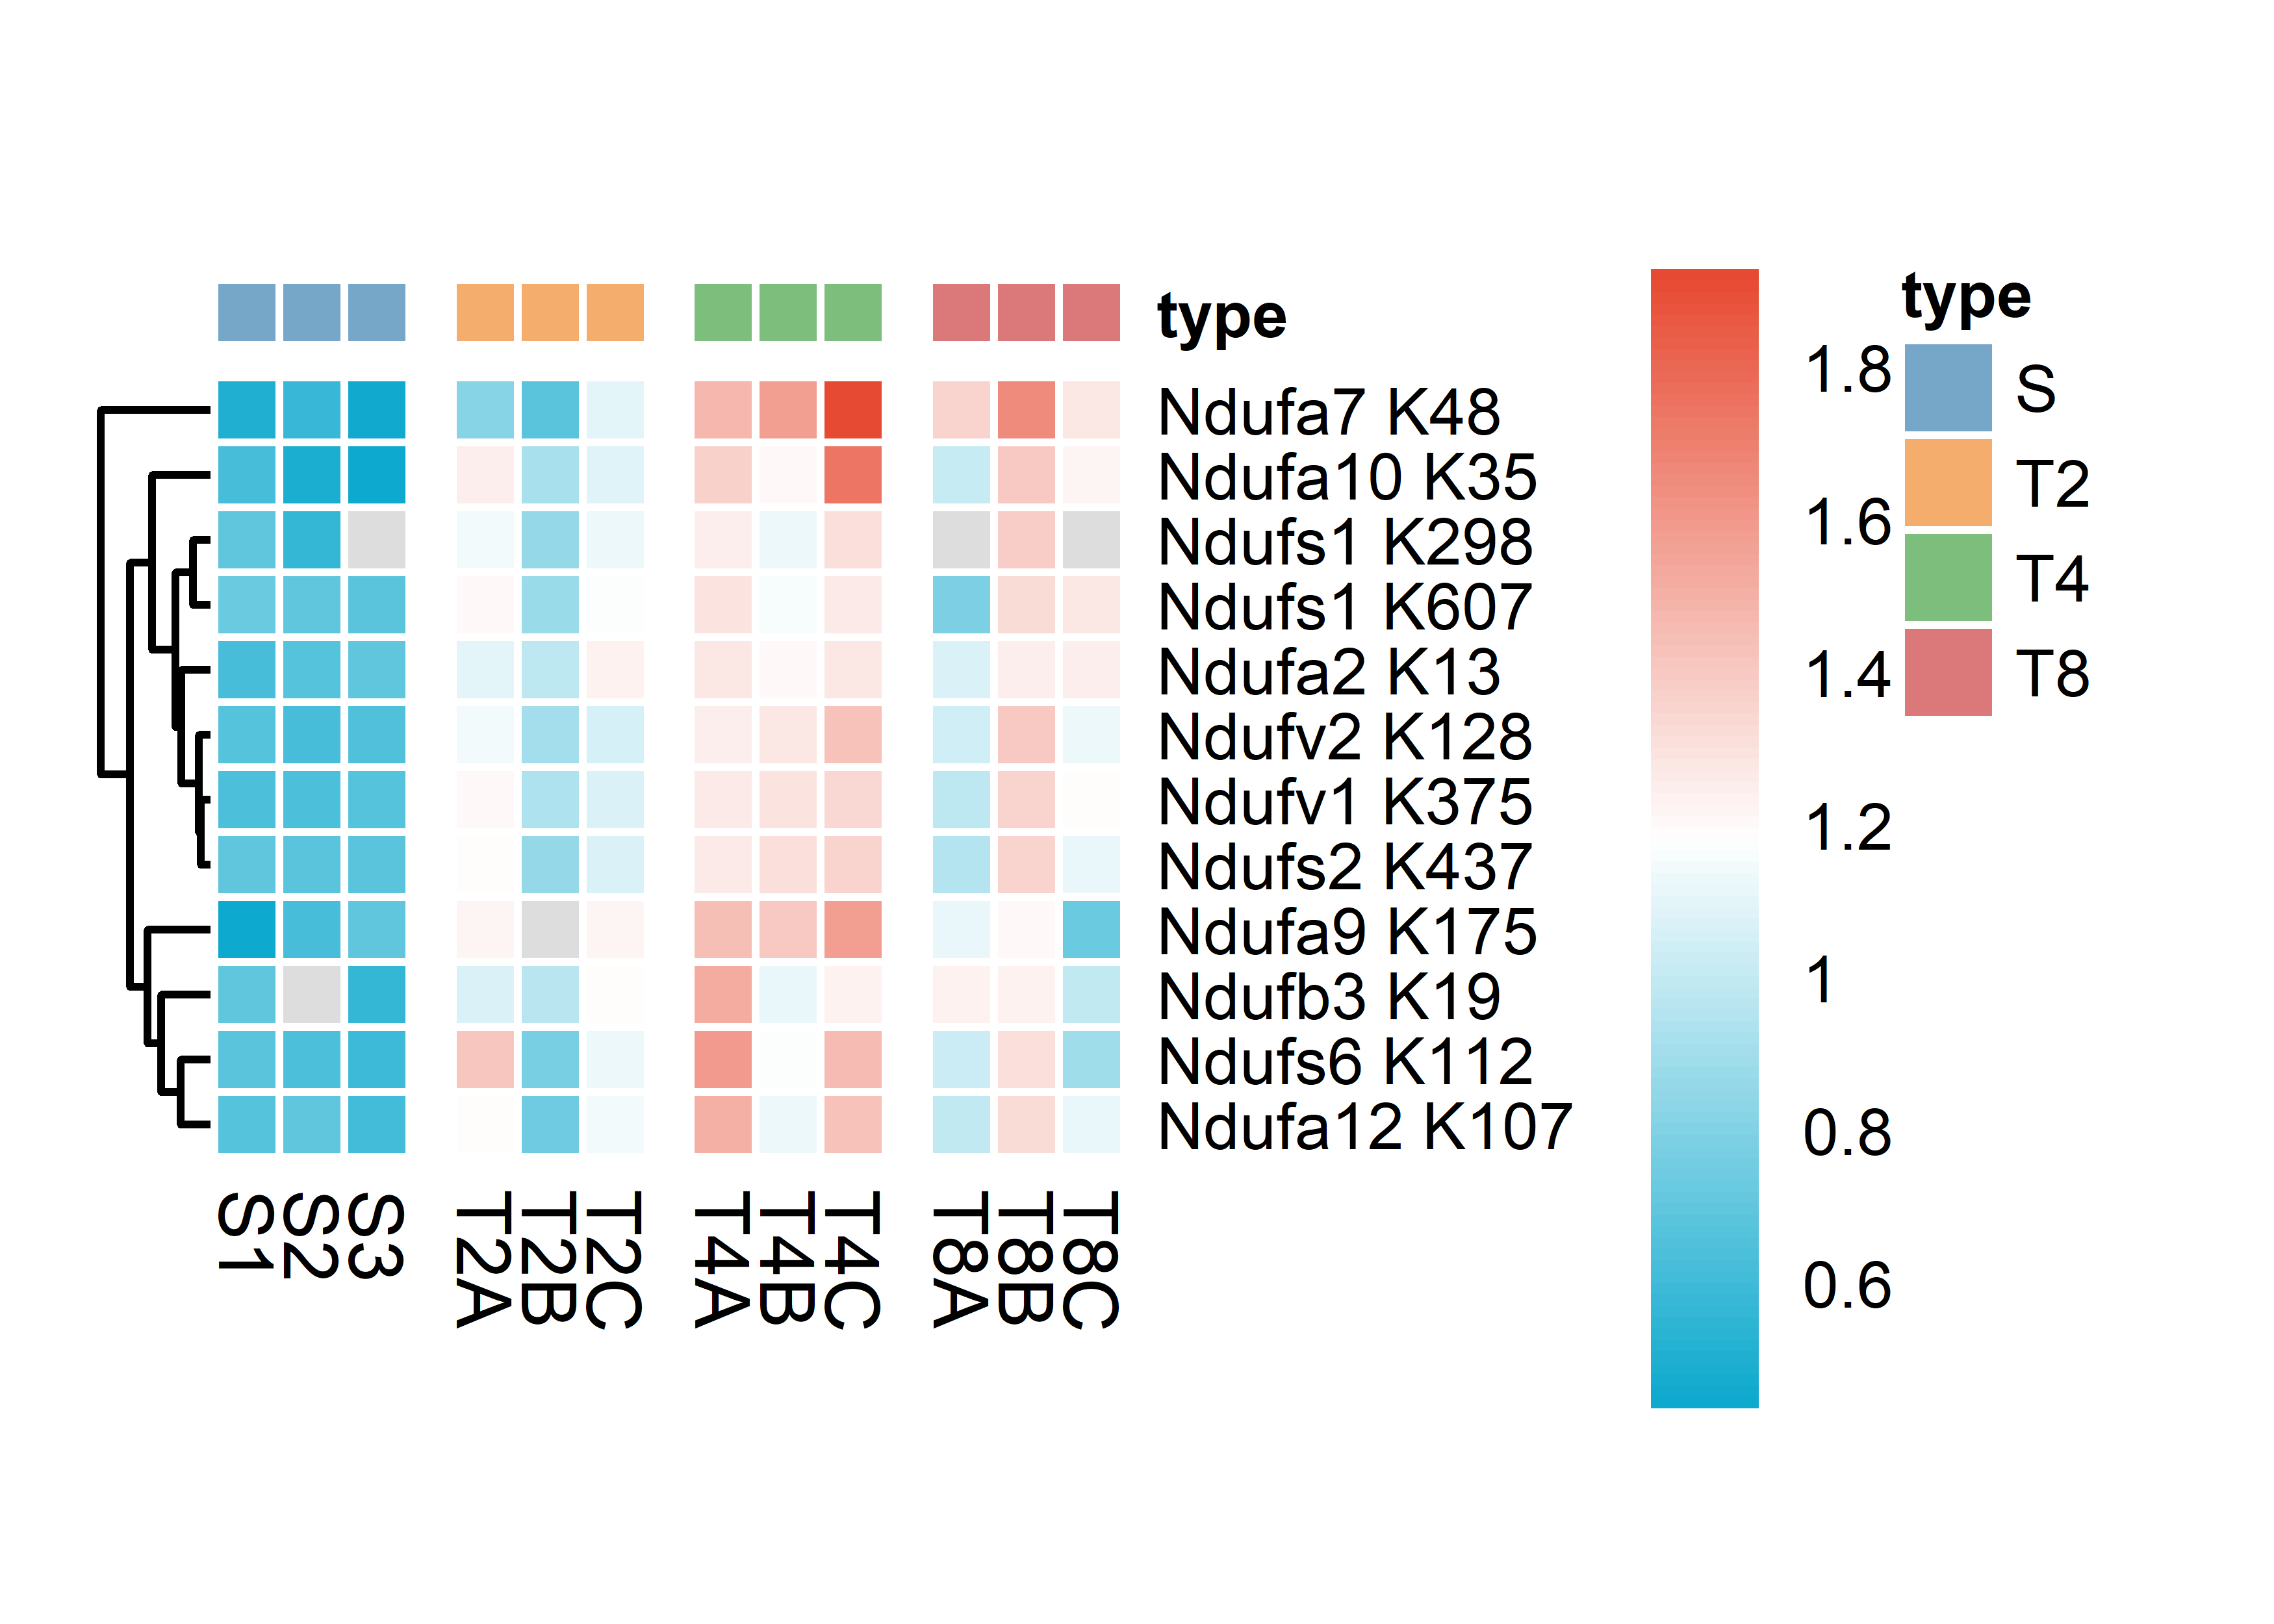 type
Ndufa7 K48
Ndufa10 K35
Ndufs1 K298
Ndufs1 K607
Ndufa2 K13
Ndufv2 K128
Ndufv1 K375
Ndufs2 K437
Ndufa9 K175
Ndufb3 K19
Ndufs6 K112
Ndufa12 K107
S1
S2
S3
T2A
T2B
T2C
T4A
T4B
T4C
T8A
T8B
T8C
1.8
1.6
1.4
1.2
1
0.8
0.6
type
S
T2
T4
T8